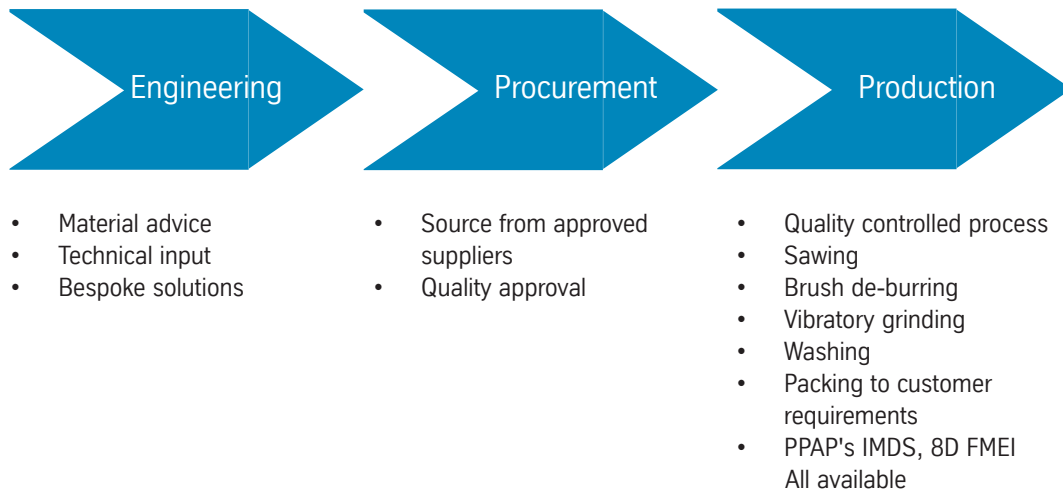 Engineering
Procurement
Production
• Material advice
• Technical input
• Bespoke solutions
• Source from approved
suppliers
• Quality approval
• Quality controlled process
• Sawing
• Brush de-burring
• Vibratory grinding
• Washing
• Packing to customer
requirements
• PPAP's IMDS, 8D FMEI
All available